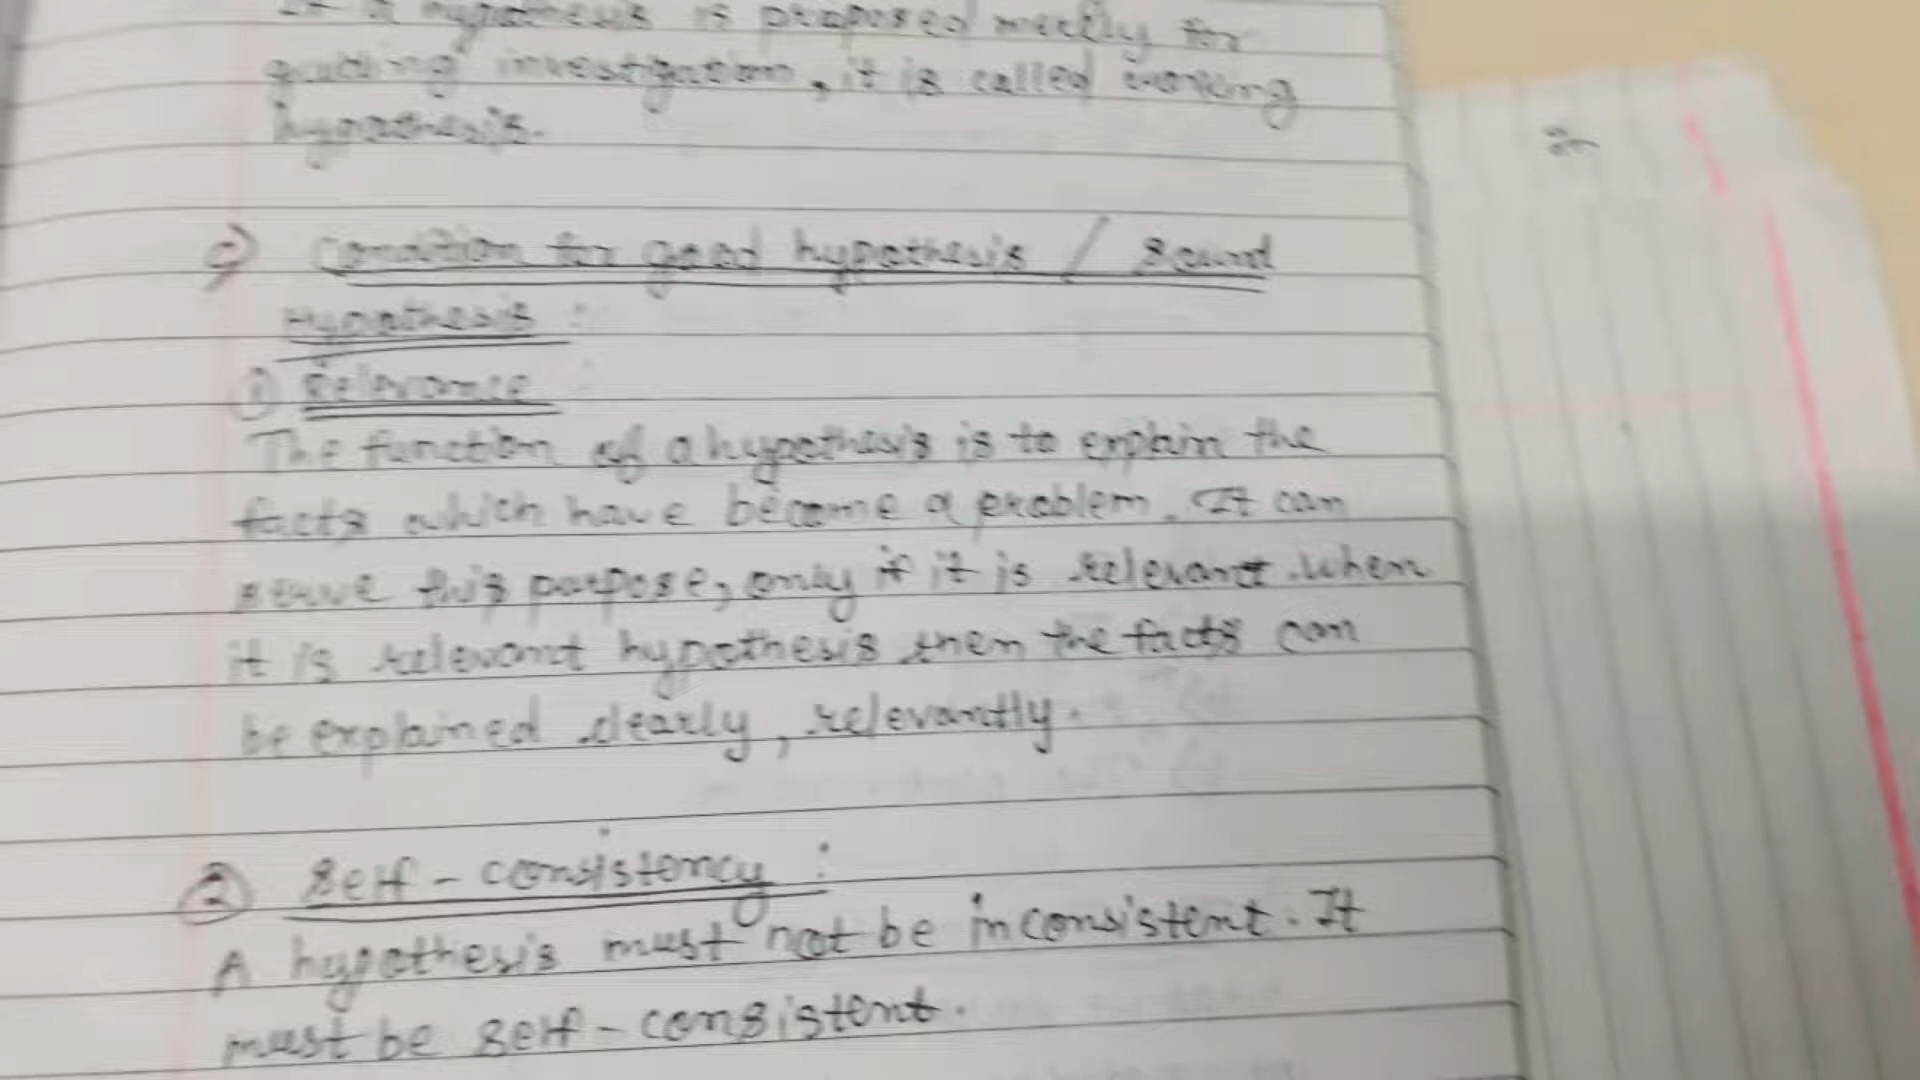 If a hypothesis is proposed merely for
guiding investigation, it is called working
hypothesis.
c) Condition for good hypothesis / sound
Hypothesis :
① Relevance :
The function of a hypothesis is to explain the
facts which have become a problem. It can
serve this purpose, only if it is relevant. when
it is relevant hypothesis then the facts can
be explained clearly, relevantly.
② Self - consistency :
A hypothesis must not be inconsistent. It
must be self - consistent.